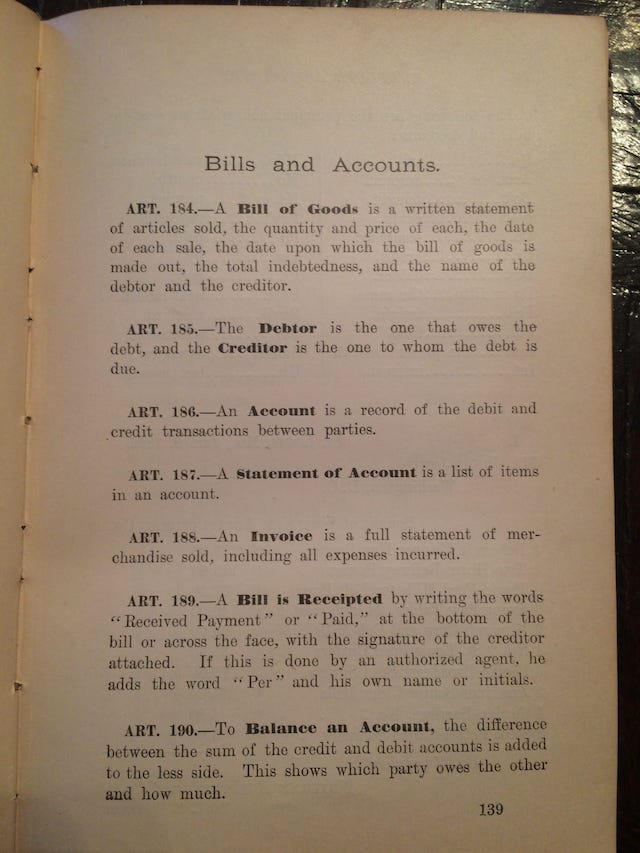 Bills and Accounts.
ART. 184.—A Bill of Goods is a written statement
of articles sold, the quantity and price of each, the date
of each sale, the date upon which the bill of goods is
made out, the total indebtedness, and the name of the
debtor and the creditor.
ART. 185.—The Debtor is the one that owes the
debt, and the Creditor is the one to whom the debt is
due.
ART. 186.—An Account is a record of the debit and
credit transactions between parties.
ART. 187.—A Statement of Account is a list of items
in an account.
ART. 188.—An Invoice is a full statement of mer-
chandise sold, including all expenses incurred.
ART. 189.—A Bill is Receipted by writing the words
“Received Payment” or “Paid,” at the bottom of the
bill or across the face, with the signature of the creditor
attached. If this is done by an authorized agent, he
adds the word “Per” and his own name or initials.
ART. 190.—To Balance an Account, the difference
between the sum of the credit and debit accounts is added
to the less side. This shows which party owes the other
and how much.
139